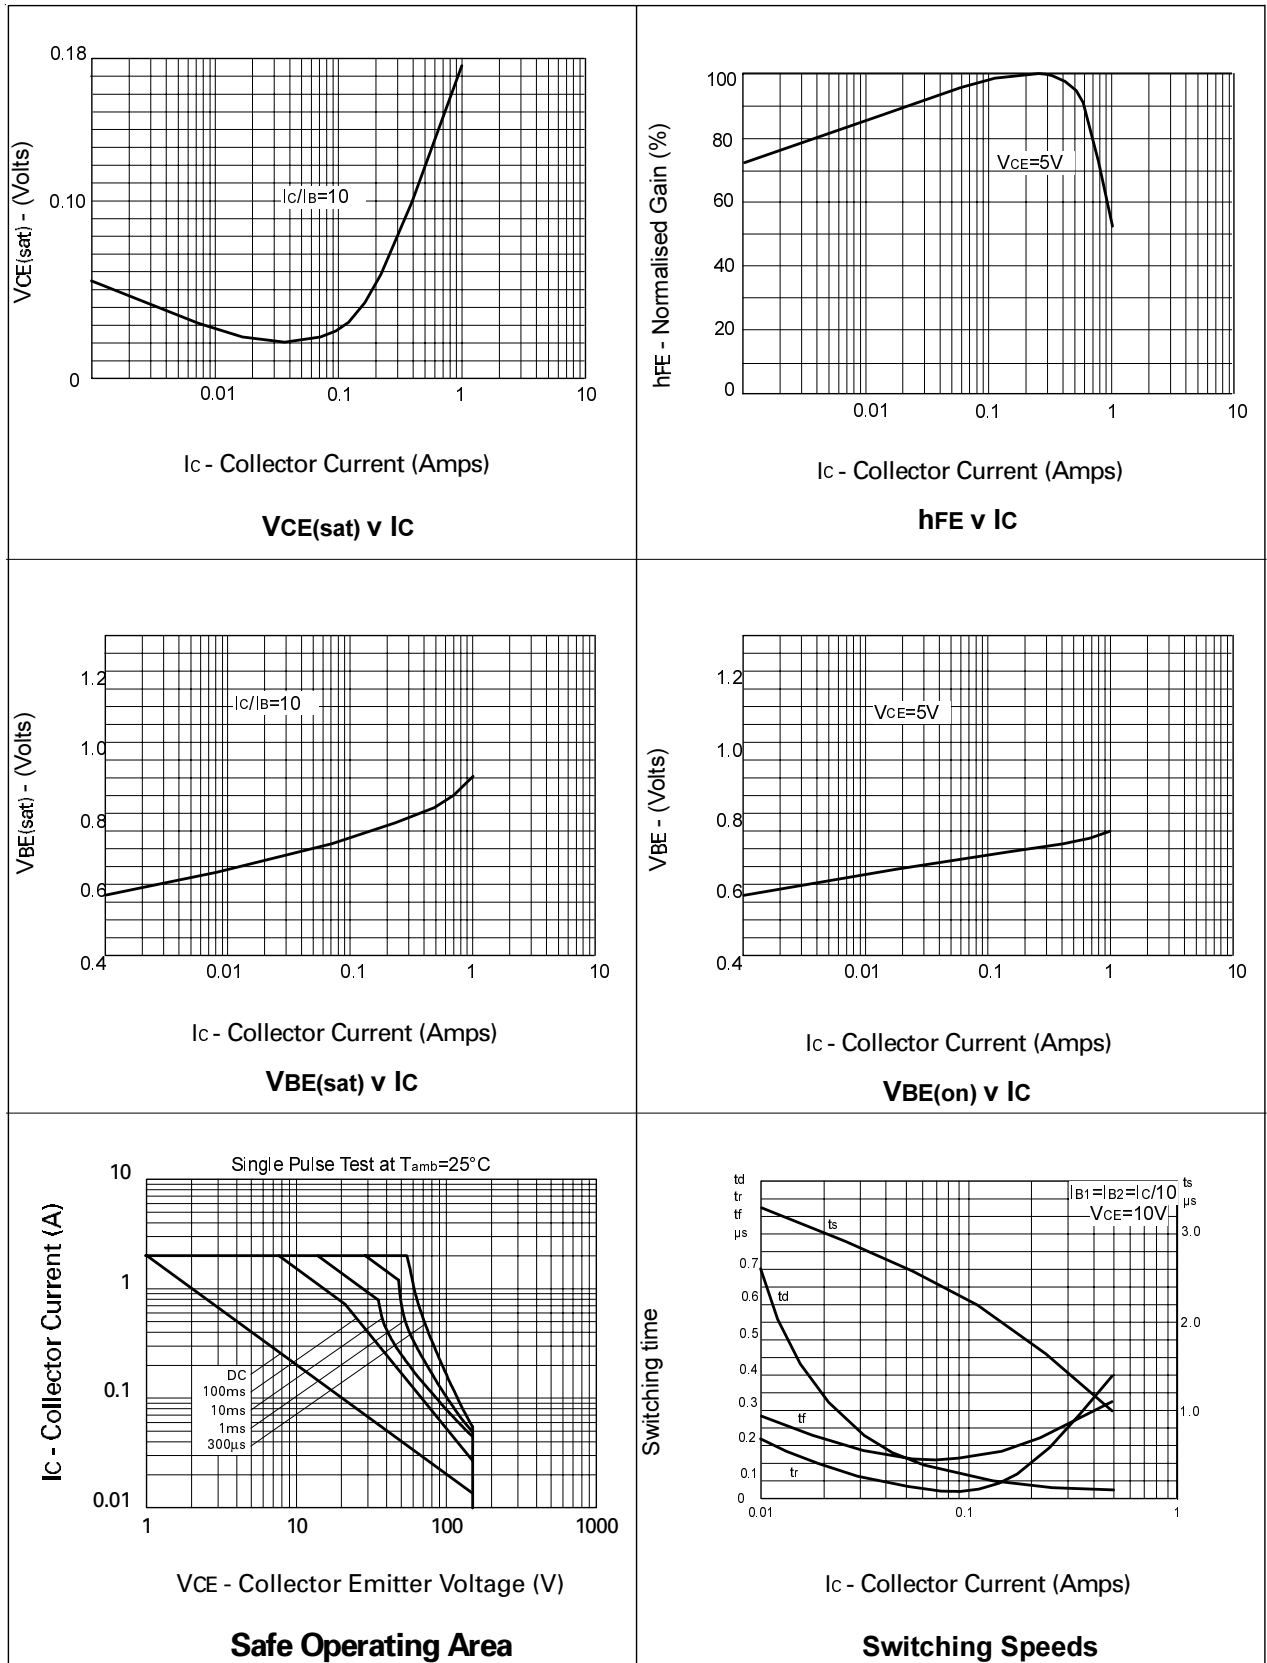 0.18
0.10
0
VCE(sat) - (Volts)
IC/IB=10
0.01 0.1 1 10
IC - Collector Current (Amps)
VCE(sat) v IC
100
80
60
40
20
0
hFE - Normalised Gain (%)
VCE=5V
0.01 0.1 1 10
IC - Collector Current (Amps)
hFE v IC
1.2
1.0
0.8
0.6
0.4
VBE(sat) - (Volts)
IC/IB=10
0.01 0.1 1 10
IC - Collector Current (Amps)
VBE(sat) v IC
1.2
1.0
0.8
0.6
0.4
VBE - (Volts)
VCE=5V
0.01 0.1 1 10
IC - Collector Current (Amps)
VBE(on) v IC
Single Pulse Test at Tamb=25°C
10
1
0.1
0.01
IC - Collector Current (A)
DC
100ms
10ms
1ms
300µs
1 10 100 1000
VCE - Collector Emitter Voltage (V)
Safe Operating Area
td
tr
tf
µs
0.7
0.6
0.5
0.4
0.3
0.2
0.1
0
Switching time
IB1=IB2=IC/10
VCE=10V
ts
td
tf
tr
ts
µs
3.0
2.0
1.0
0.01 0.1 1
IC - Collector Current (Amps)
Switching Speeds